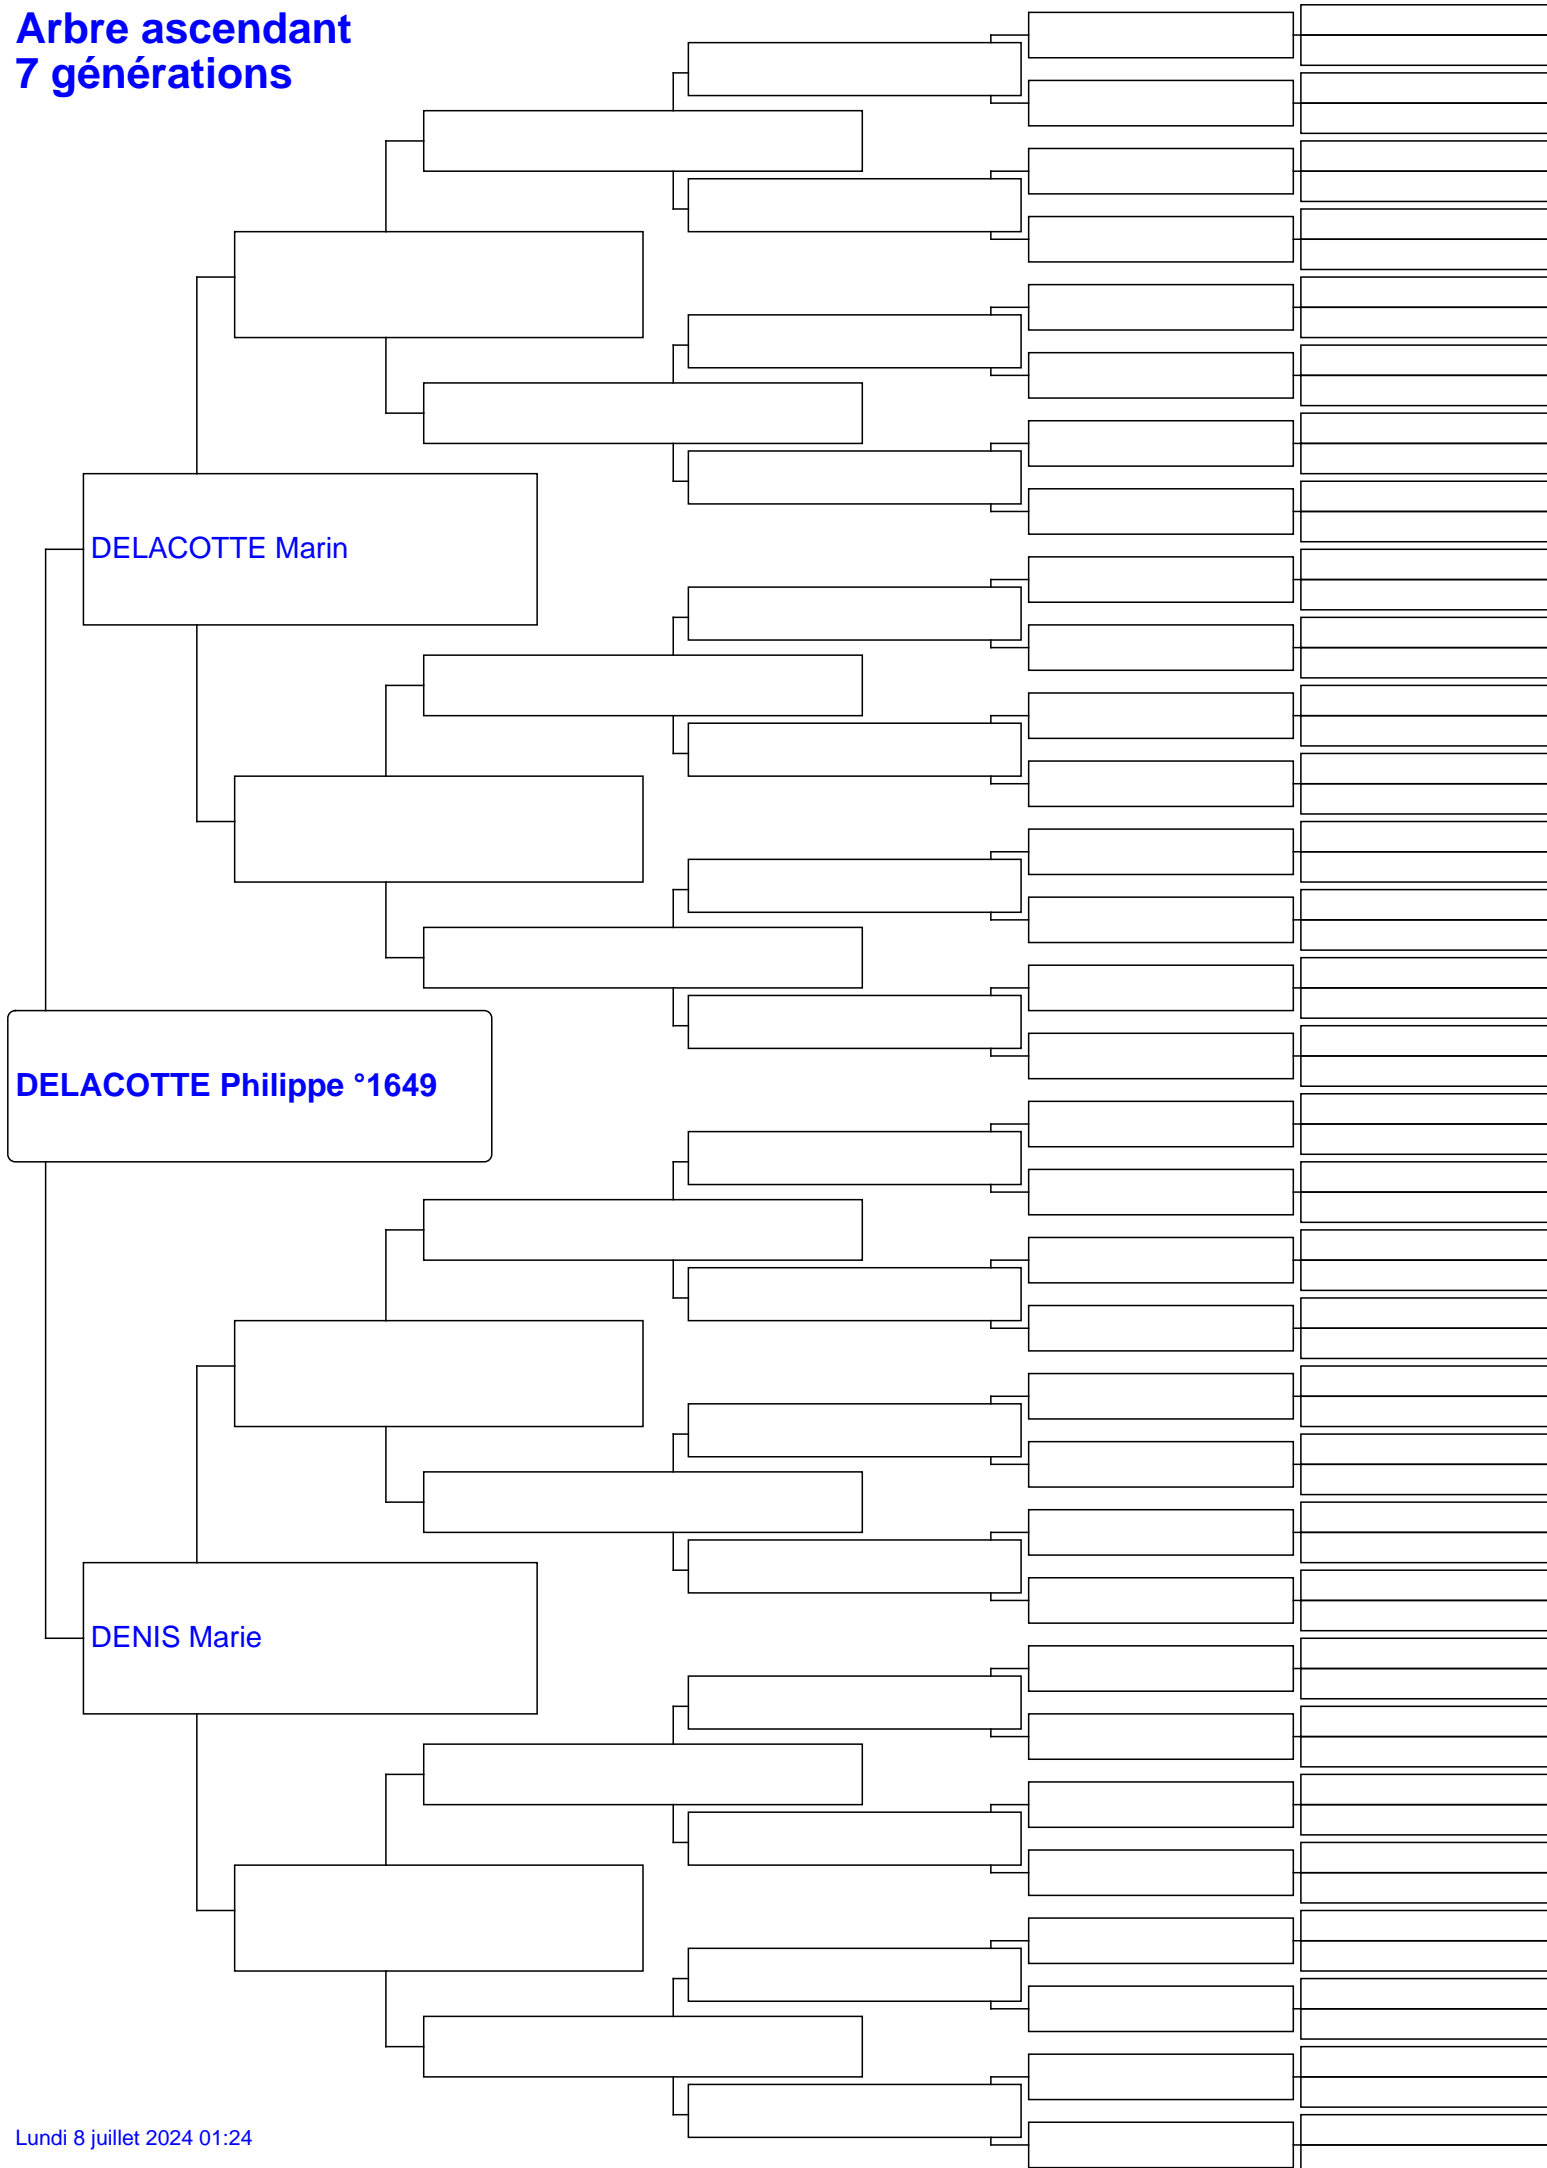 Arbre ascendant
7 générations
DELACOTTE Marin
DELACOTTE Philippe °1649
DENIS Marie
Lundi 8 juillet 2024 01:24